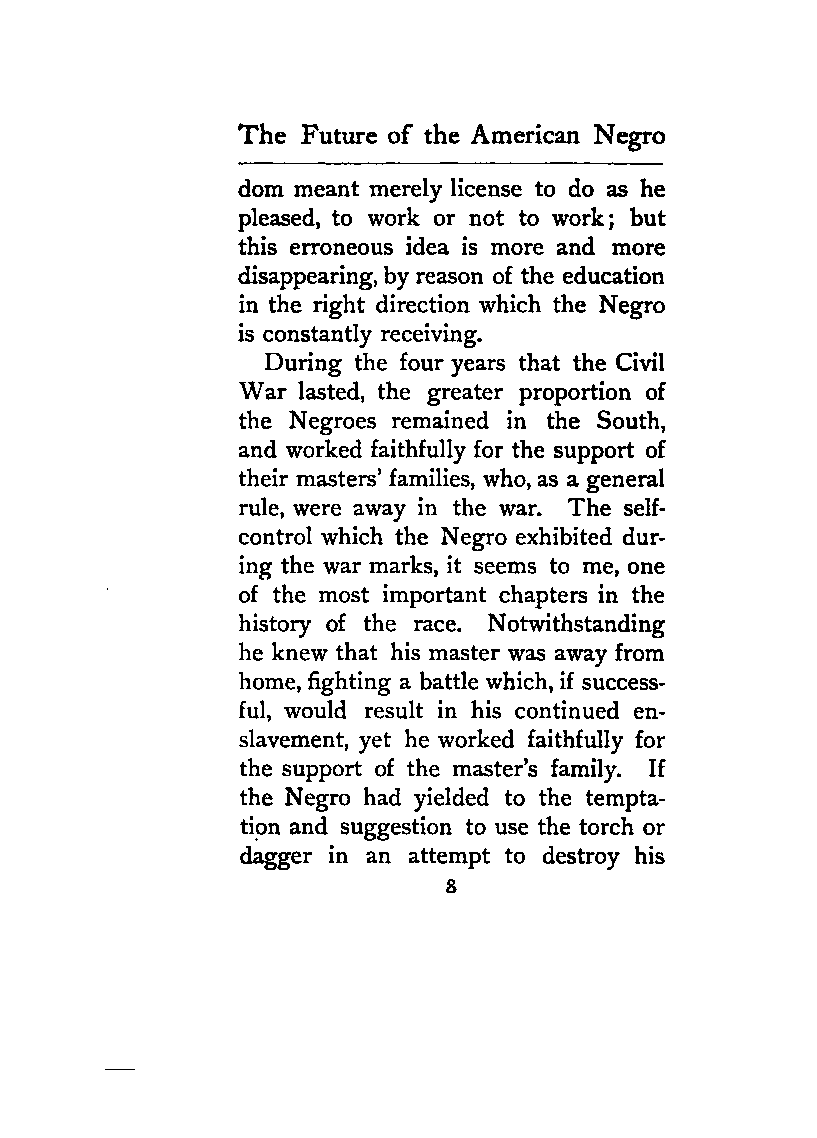 The Future of the American Negro
dom meant merely license to do as he
pleased, to work or not to work; but
this erroneous idea is more and more
disappearing, by reason of the education
in the right direction which the Negro
is constantly receiving.
During the four years that the Civil
War lasted, the greater proportion of
the Negroes remained in the South,
and worked faithfully for the support of
their masters' families, who, as a general
rule, were away in the war. The self-
control which the Negro exhibited dur-
ing the war marks, it seems to me, one
of the most important chapters in the
history of the race. Notwithstanding
he knew that his master was away from
home, fighting a battle which, if success-
ful, would result in his continued en-
slavement, yet he worked faithfully for
the support of the master's family. If
the Negro had yielded to the tempta-
tion and suggestion to use the torch or
dagger in an attempt to destroy his
8